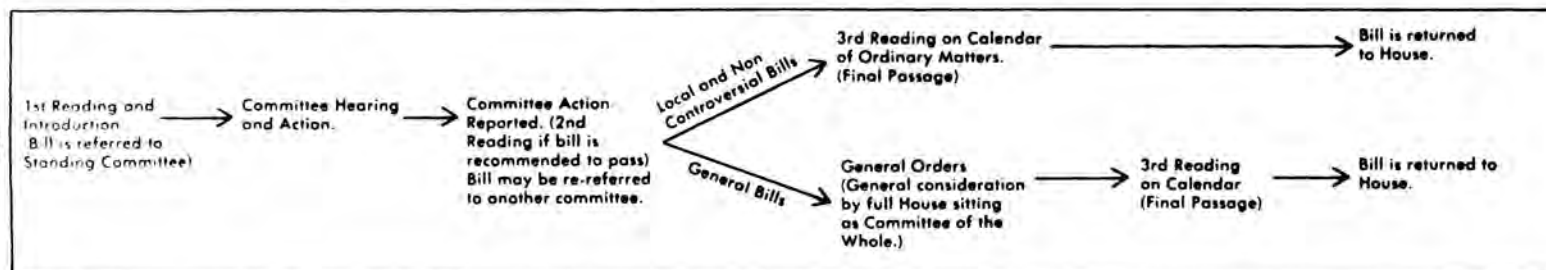 1st Reading and
Introduction
Bill is referred to
Standing Committee)
Committee Hearing
and Action.
Committee Action
Reported. (2nd
Reading if bill is
recommended to pass)
Bill may be re-referred
to another committee.
Local and Non
Controversial Bills
General Bills
3rd Reading on Calendar
of Ordinary Matters.
(Final Passage)
Bill is returned
to House.
General Orders
(General consideration
by full House sitting
as Committee of the
Whole.)
3rd Reading
on Calendar
(Final Passage)
Bill is returned to
House.